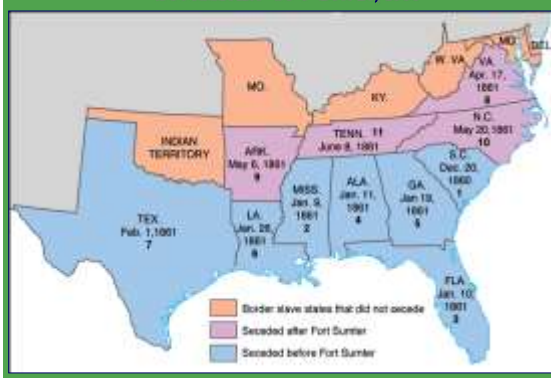 MO.
KY.
W. VA.
MD.
DEL.
VA.
Apr. 17,
1861
8
INDIAN
TERRITORY
ARK.
May 6, 1861
9
TENN. 11
June 8, 1861
N.C.
May 20, 1861
10
S.C.
Dec. 20,
1860
1
TEX.
Feb. 1, 1861
7
LA.
Jan. 26,
1861
6
MISS.
Jan. 9,
1861
2
ALA.
Jan. 11,
1861
4
GA.
Jan 19,
1861
5
FLA.
Jan. 10,
1861
3
Border slave states that did not secede
Seceded after Fort Sumter
Seceded before Fort Sumter